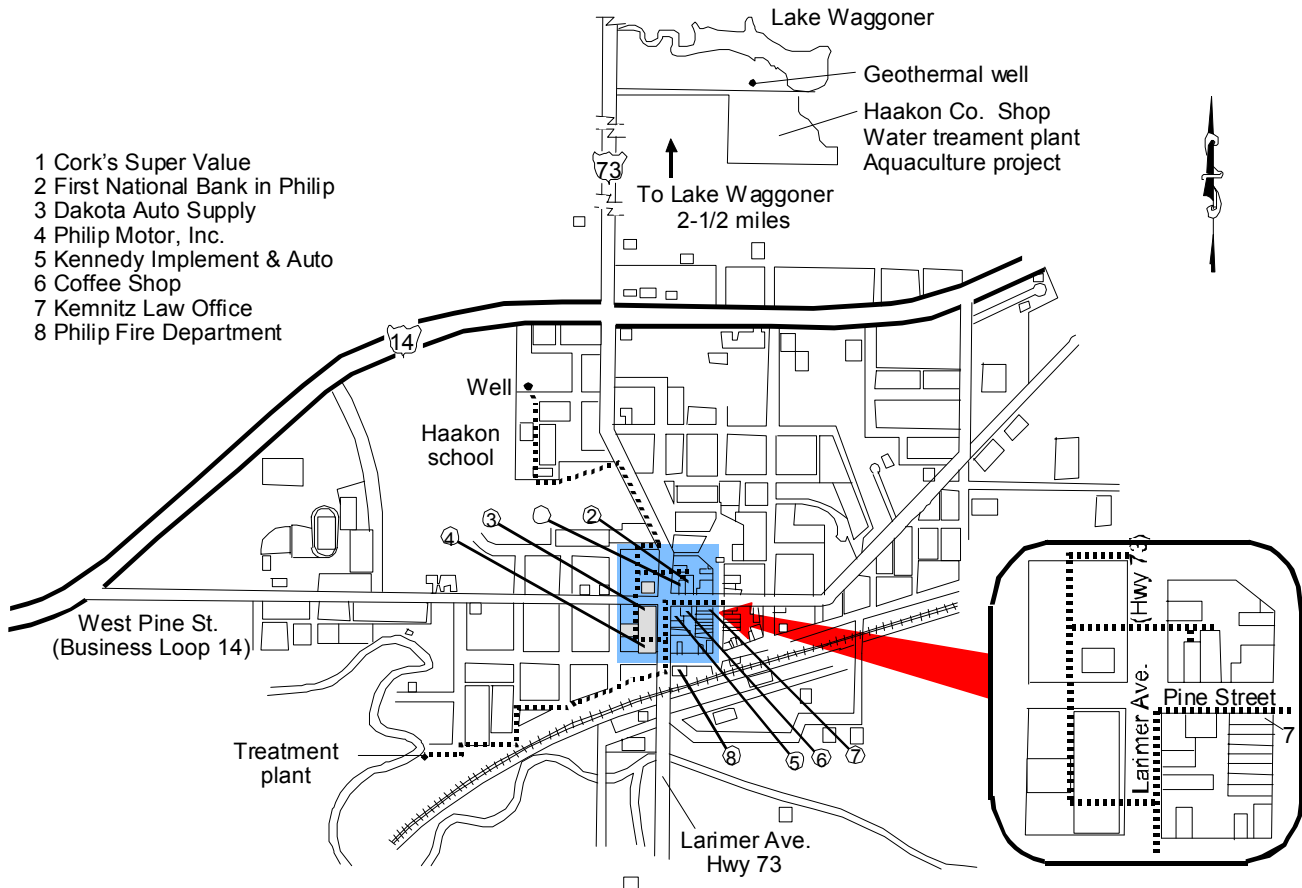 Lake Waggoner
Geothermal well
Haakon Co. Shop
Water treament plant
Aquaculture project
1 Cork's Super Value
2 First National Bank in Philip
3 Dakota Auto Supply
4 Philip Motor, Inc.
5 Kennedy Implement & Auto
6 Coffee Shop
7 Kemnitz Law Office
8 Philip Fire Department
73
To Lake Waggoner
2-1/2 miles
14
Well
Haakon
school
3
2
4
West Pine St.
(Business Loop 14)
Treatment
plant
8
5
6
7
Larimer Ave.
Hwy 73
(Hwy 73)
Larimer Ave.
Pine Street
7